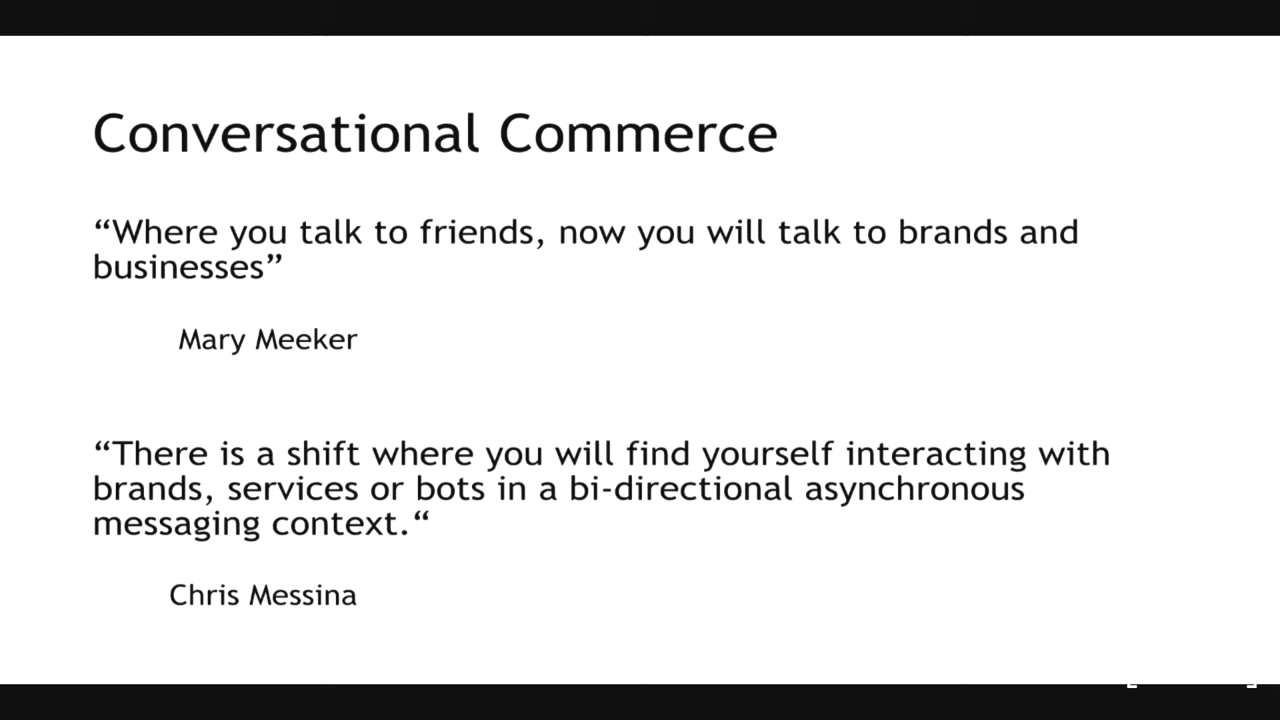 Conversational Commerce
“Where you talk to friends, now you will talk to brands and
businesses”
Mary Meeker
“There is a shift where you will find yourself interacting with
brands, services or bots in a bi-directional asynchronous
messaging context.“
Chris Messina